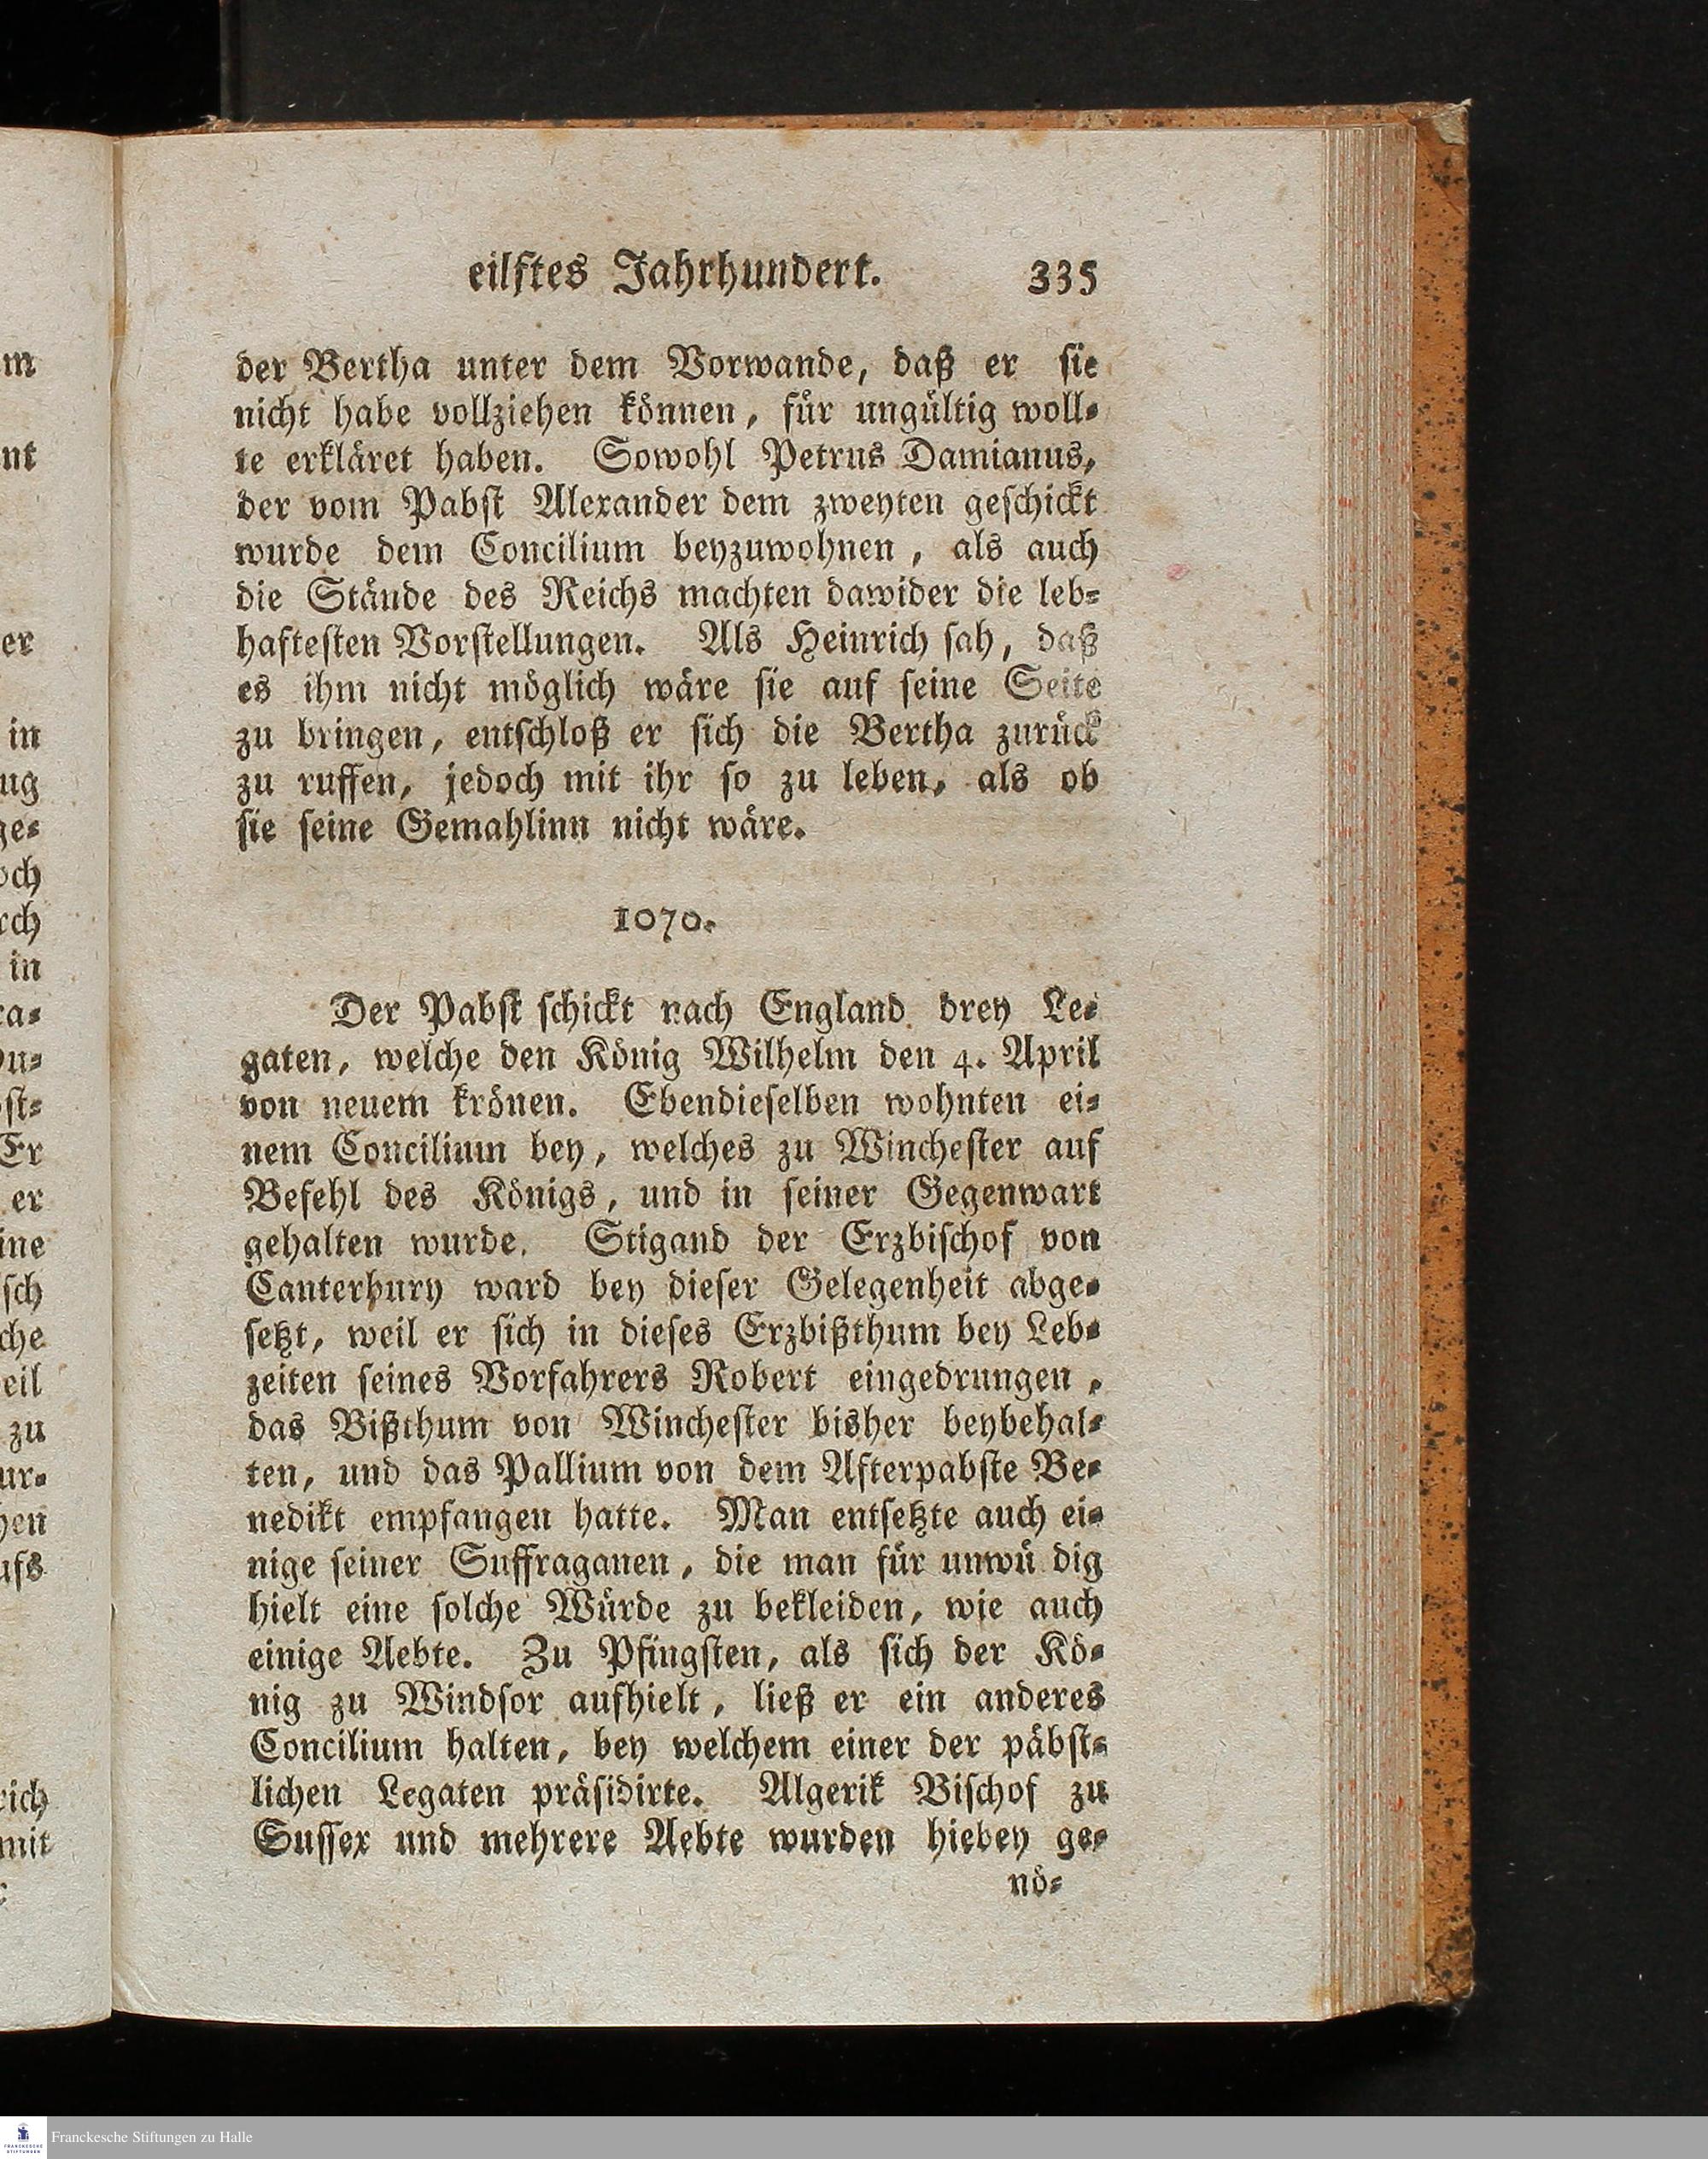 eilftes Jahrhundert. 335
der Bertha unter dem Vorwande, daß er sie
nicht habe vollziehen können, für ungültig woll-
te erkläret haben. Sowohl Petrus Damianus,
der vom Pabst Alexander dem zweyten geschickt
wurde dem Concilium beyzuwohnen, als auch
die Stände des Reichs machten dawider die leb-
haftesten Vorstellungen. Als Heinrich sah, daß
es ihm nicht möglich wäre sie auf seine Seite
zu bringen, entschloß er sich die Bertha zurück
zu ruffen, jedoch mit ihr so zu leben, als ob
sie seine Gemahlinn nicht wäre.
1070.
Der Pabst schickt nach England drey Le-
gaten, welche den König Wilhelm den 4. April
von neuem krönen. Ebendieselben wohnten ei-
nem Concilium bey, welches zu Winchester auf
Befehl des Königs, und in seiner Gegenwart
gehalten wurde. Stigand der Erzbischof von
Canterbury ward bey dieser Gelegenheit abge-
setzt, weil er sich in dieses Erzbißthum bey Leb-
zeiten seines Vorfahrers Robert eingedrungen,
das Bißthum von Winchester bisher beybehal-
ten, und das Pallium von dem Afterpabste Be-
nedikt empfangen hatte. Man entsetzte auch ei-
nige seiner Suffraganen, die man für unwü dig
hielt eine solche Würde zu bekleiden, wie auch
einige Aebte. Zu Pfingsten, als sich der Kö-
nig zu Windsor aufhielt, ließ er ein anderes
Concilium halten, bey welchem einer der päbst-
lichen Legaten präsidirte. Algerik Bischof zu
Sussex und mehrere Aebte wurden hiebey ge-
nö-
Franckesche Stiftungen zu Halle